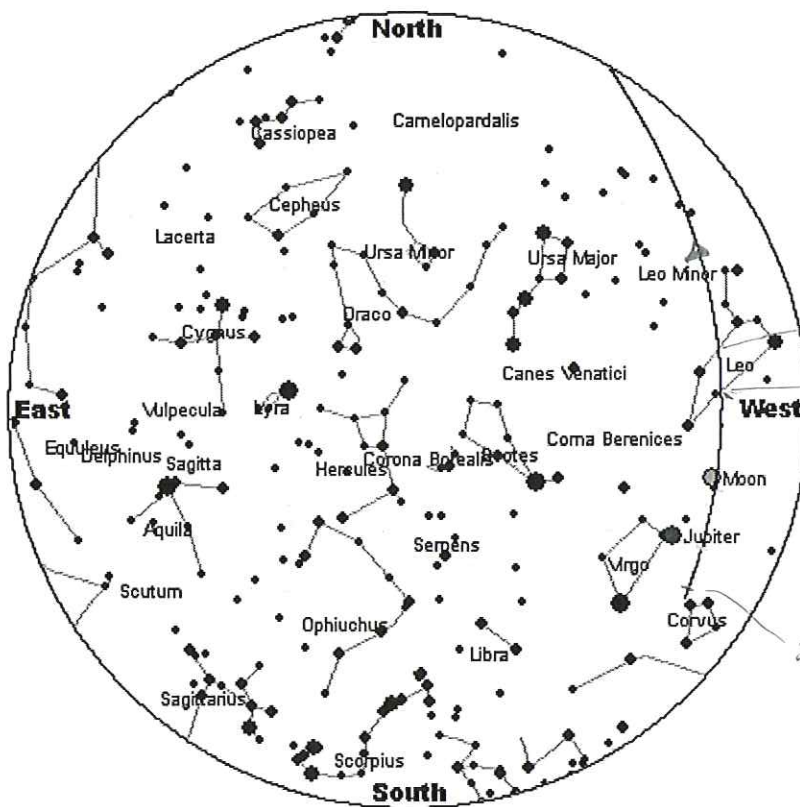 North
Cassiopea
Camelopardalis
Cepheus
Lacerta
Ursa Minor
Ursa Major
Leo Minor
Draco
Cygnus
Leo
Canes Venatici
East
Vulpecula
Lyra
West
Coma Berenices
Equuleus
Delphinus
Sagitta
Hercules
Corona Borealis
Bootes
Moon
Aquila
Serpens
Jupiter
Virgo
Scutum
Ophiuchus
Corvus
Libra
Sagittarius
Scorpius
South